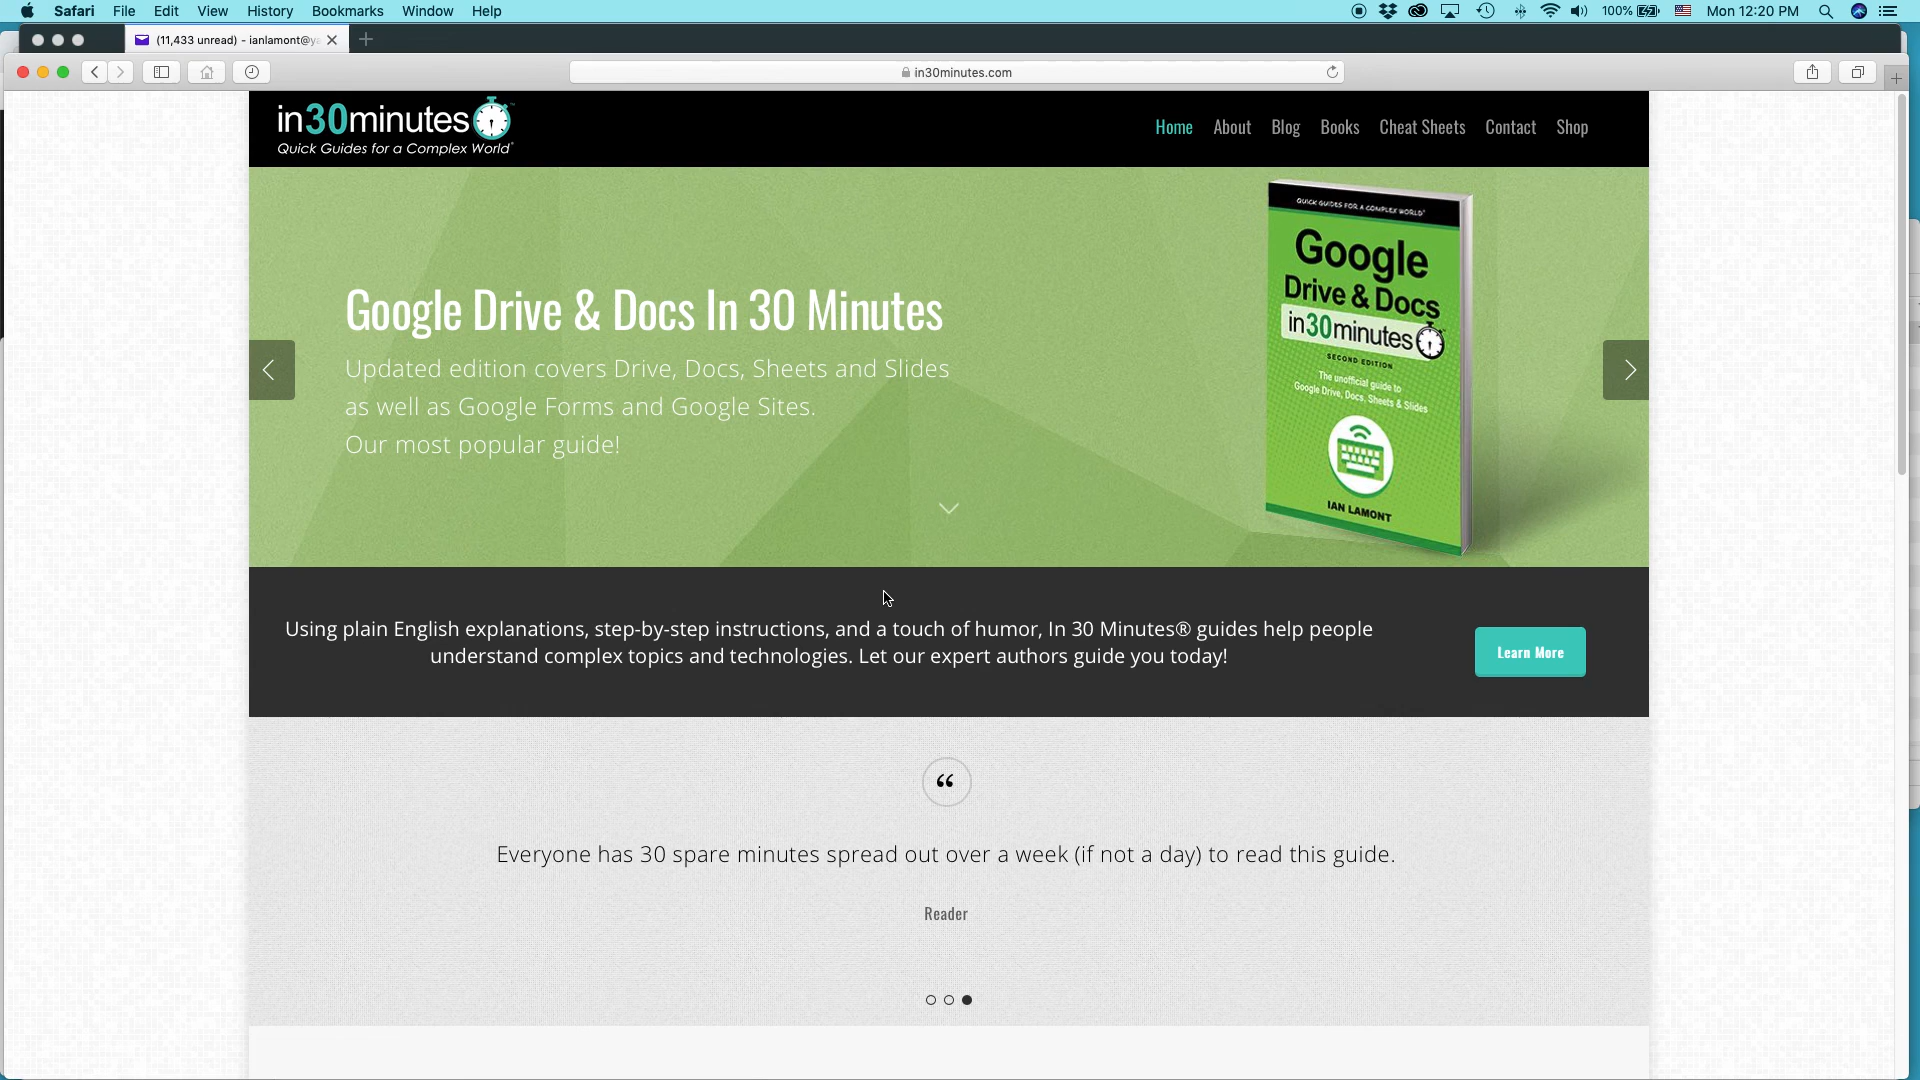 Safari File Edit View History Bookmarks Window Help
100% Mon 12:20 PM
(11,433 unread) - ianlamont@ya
in30minutes.com
in30minutes
Quick Guides for a Complex World®
Home About Blog Books Cheat Sheets Contact Shop
Google Drive & Docs In 30 Minutes
Updated edition covers Drive, Docs, Sheets and Slides
as well as Google Forms and Google Sites.
Our most popular guide!
QUICK GUIDES FOR A COMPLEX WORLD®
Google
Drive & Docs
in30minutes
SECOND EDITION
The unofficial guide to
Google Drive, Docs, Sheets & Slides
IAN LAMONT
Using plain English explanations, step-by-step instructions, and a touch of humor, In 30 Minutes® guides help people
understand complex topics and technologies. Let our expert authors guide you today!
Learn More
“
Everyone has 30 spare minutes spread out over a week (if not a day) to read this guide.
Reader